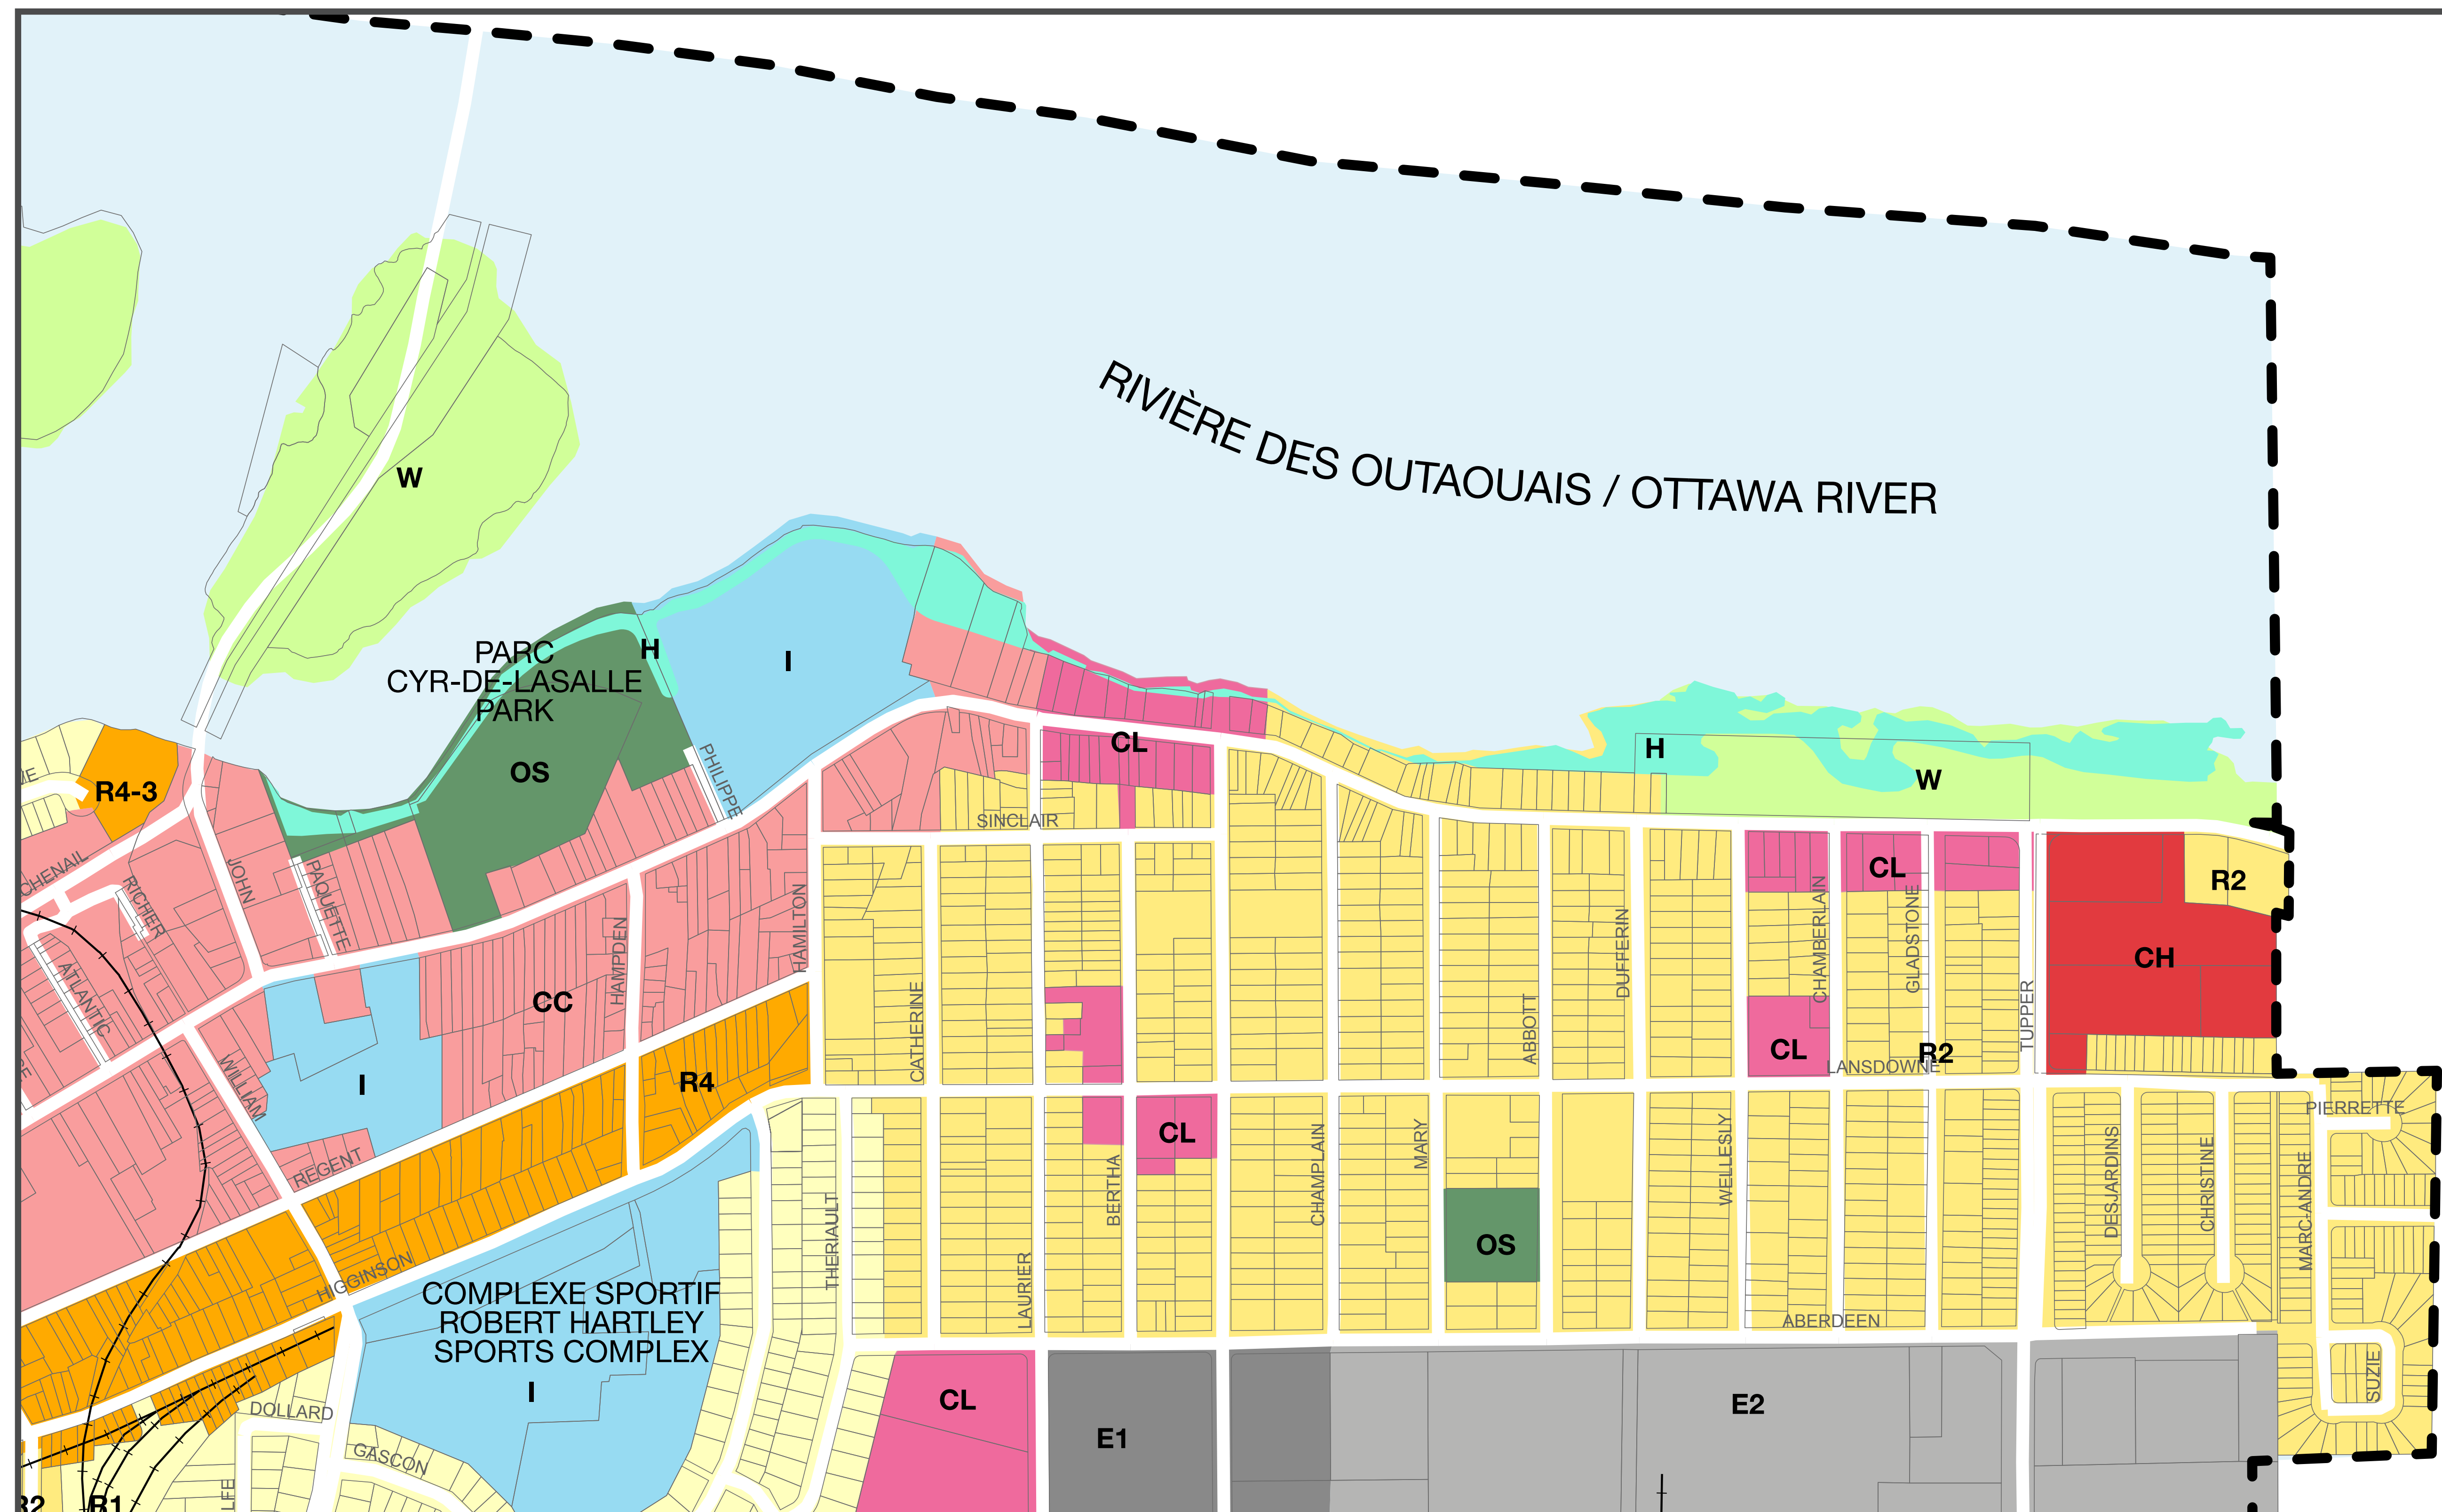 RIVIÈRE DES OUTAOUAIS / OTTAWA RIVER
W
PARC
CYR-DE-LASALLE
PARK
H
I
OS
PHILIPPE
R4-3
CL
H
W
SINCLAIR
CHENAIL
RICHER
JOHN
PAQUETTE
ATLANTIC
HAMPDEN
HAMILTON
CC
CATHERINE
ABBOTT
DUFFERIN
CHAMBERLAIN
CL
GLADSTONE
TUPPER
R2
CH
CL
R2
LANSDOWNE
WILLIAM
I
R4
REGENT
HIGGINSON
THERIAULT
LAURIER
BERTHA
CL
CHAMPLAIN
MARY
OS
WELLESLY
DESJARDINS
CHRISTINE
MARC-ANDRE
PIERRETTE
SUZIE
ABERDEEN
COMPLEXE SPORTIF
ROBERT HARTLEY
SPORTS COMPLEX
I
DOLLARD
GASCON
CL
E1
E2
R2
R1